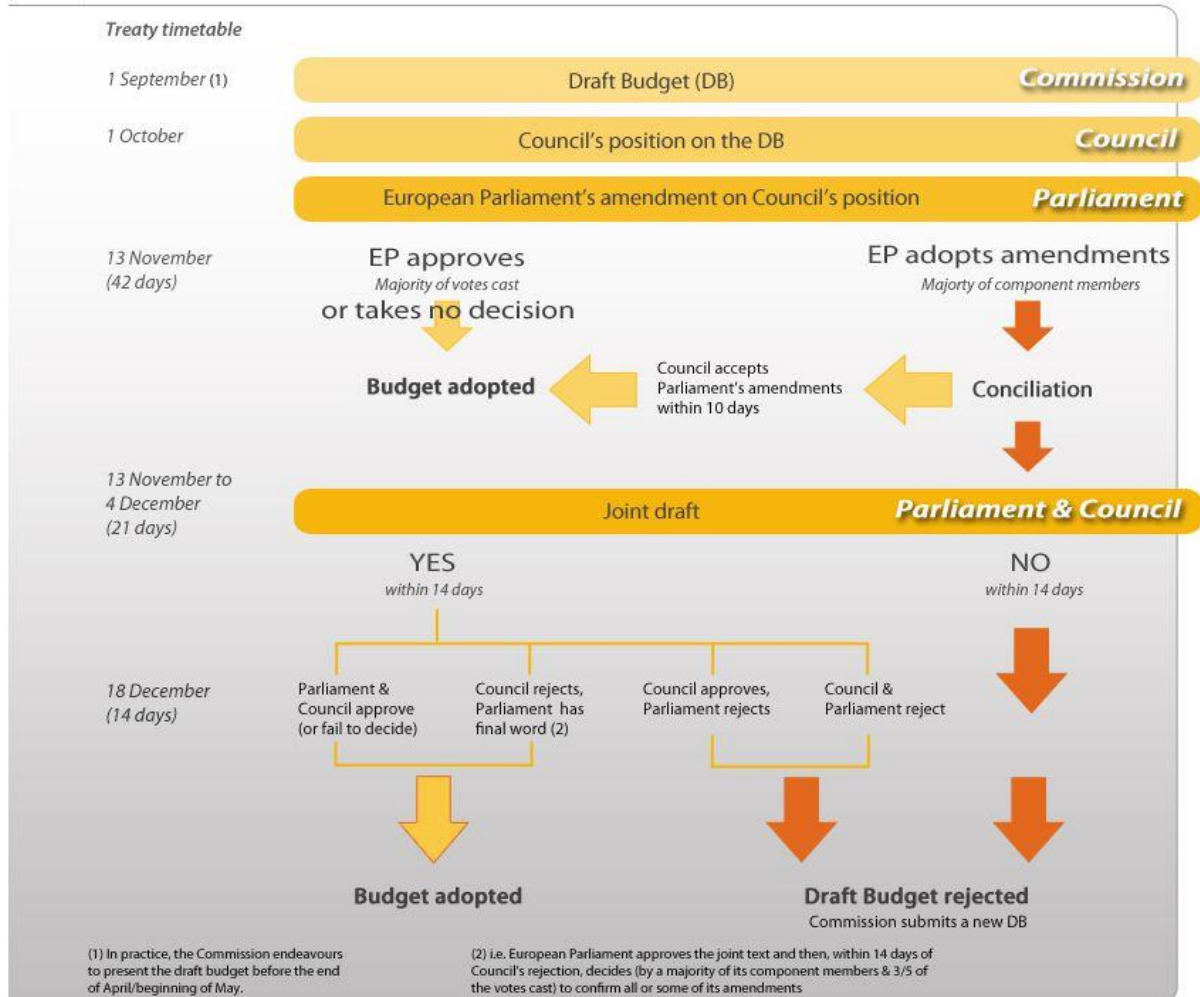 Treaty timetable
1 September (1)
Draft Budget (DB)
Commission
1 October
Council's position on the DB
Council
European Parliament's amendment on Council's position
Parliament
13 November
(42 days)
EP approves
Majority of votes cast
or takes no decision
EP adopts amendments
Majorty of component members
Budget adopted
Council accepts
Parliament's amendments
within 10 days
Conciliation
13 November to
4 December
(21 days)
Joint draft
Parliament & Council
YES
within 14 days
NO
within 14 days
18 December
(14 days)
Parliament &
Council approve
(or fail to decide)
Council rejects,
Parliament has
final word (2)
Council approves,
Parliament rejects
Council &
Parliament reject
Budget adopted
Draft Budget rejected
Commission submits a new DB
(1) In practice, the Commission endeavours
to present the draft budget before the end
of April/beginning of May.
(2) i.e. European Parliament approves the joint text and then, within 14 days of
Council's rejection, decides (by a majority of its component members & 3/5 of
the votes cast) to confirm all or some of its amendments